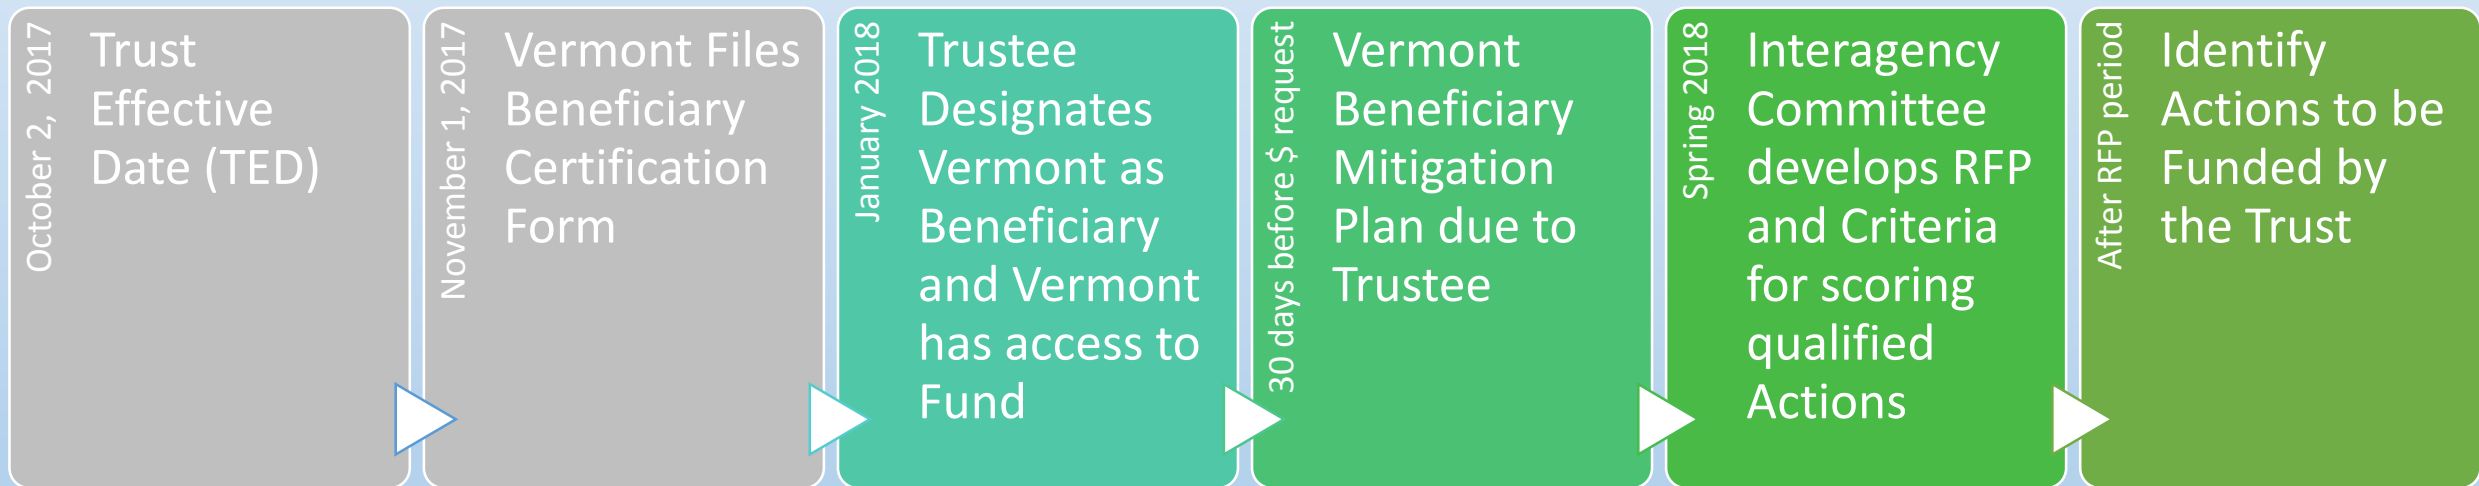 October 2, 2017
Trust
Effective
Date (TED)
November 1, 2017
Vermont Files
Beneficiary
Certification
Form
January 2018
Trustee
Designates
Vermont as
Beneficiary
and Vermont
has access to
Fund
30 days before $ request
Vermont
Beneficiary
Mitigation
Plan due to
Trustee
Spring 2018
Interagency
Committee
develops RFP
and Criteria
for scoring
qualified
Actions
After RFP period
Identify
Actions to be
Funded by
the Trust